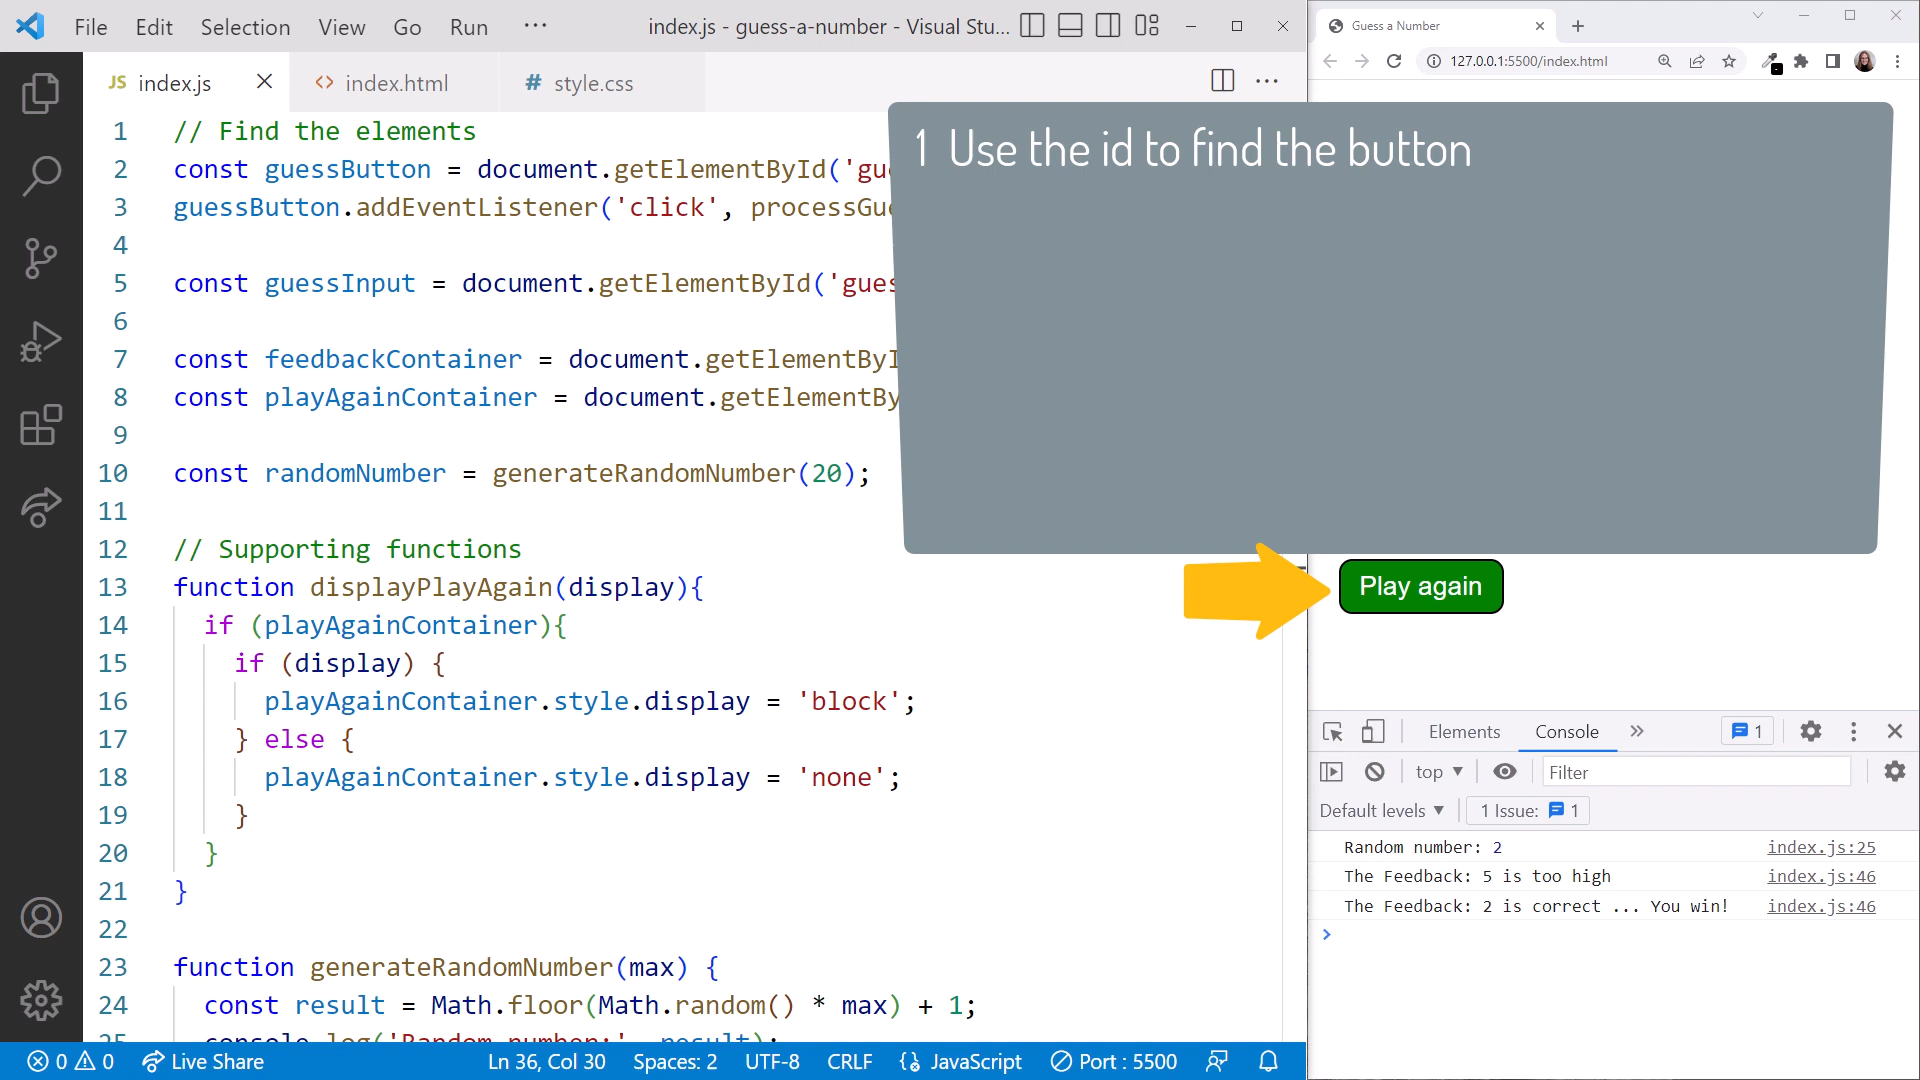 File Edit Selection View Go Run ··· index.js - guess-a-number - Visual Stu...
JS index.js <> index.html # style.css ···
1 // Find the elements
2 const guessButton = document.getElementById('gu
3 guessButton.addEventListener('click', processGu
4
5 const guessInput = document.getElementById('gues
6
7 const feedbackContainer = document.getElementByI
8 const playAgainContainer = document.getElementBy
9
10 const randomNumber = generateRandomNumber(20);
11
12 // Supporting functions
13 function displayPlayAgain(display){
14 if (playAgainContainer){
15 if (display) {
16 playAgainContainer.style.display = 'block';
17 } else {
18 playAgainContainer.style.display = 'none';
19 }
20 }
21 }
22
23 function generateRandomNumber(max) {
24 const result = Math.floor(Math.random() * max) + 1;
25 console.log('Random number:', result);
0 0 Live Share Ln 36, Col 30 Spaces: 2 UTF-8 CRLF JavaScript Port : 5500
Guess a Number
127.0.0.1:5500/index.html
1 Use the id to find the button
Play again
Elements Console » 1
top Filter
Default levels 1 Issue: 1
Random number: 2 index.js:25
The Feedback: 5 is too high index.js:46
The Feedback: 2 is correct ... You win! index.js:46
>